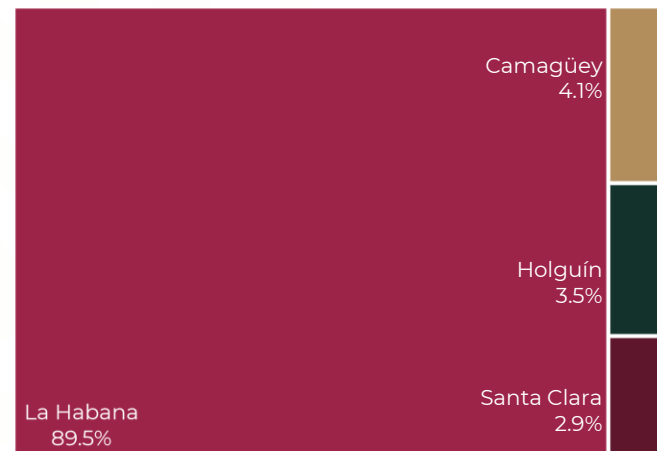 Camagüey
4.1%
Holguín
3.5%
Santa Clara
2.9%
La Habana
89.5%